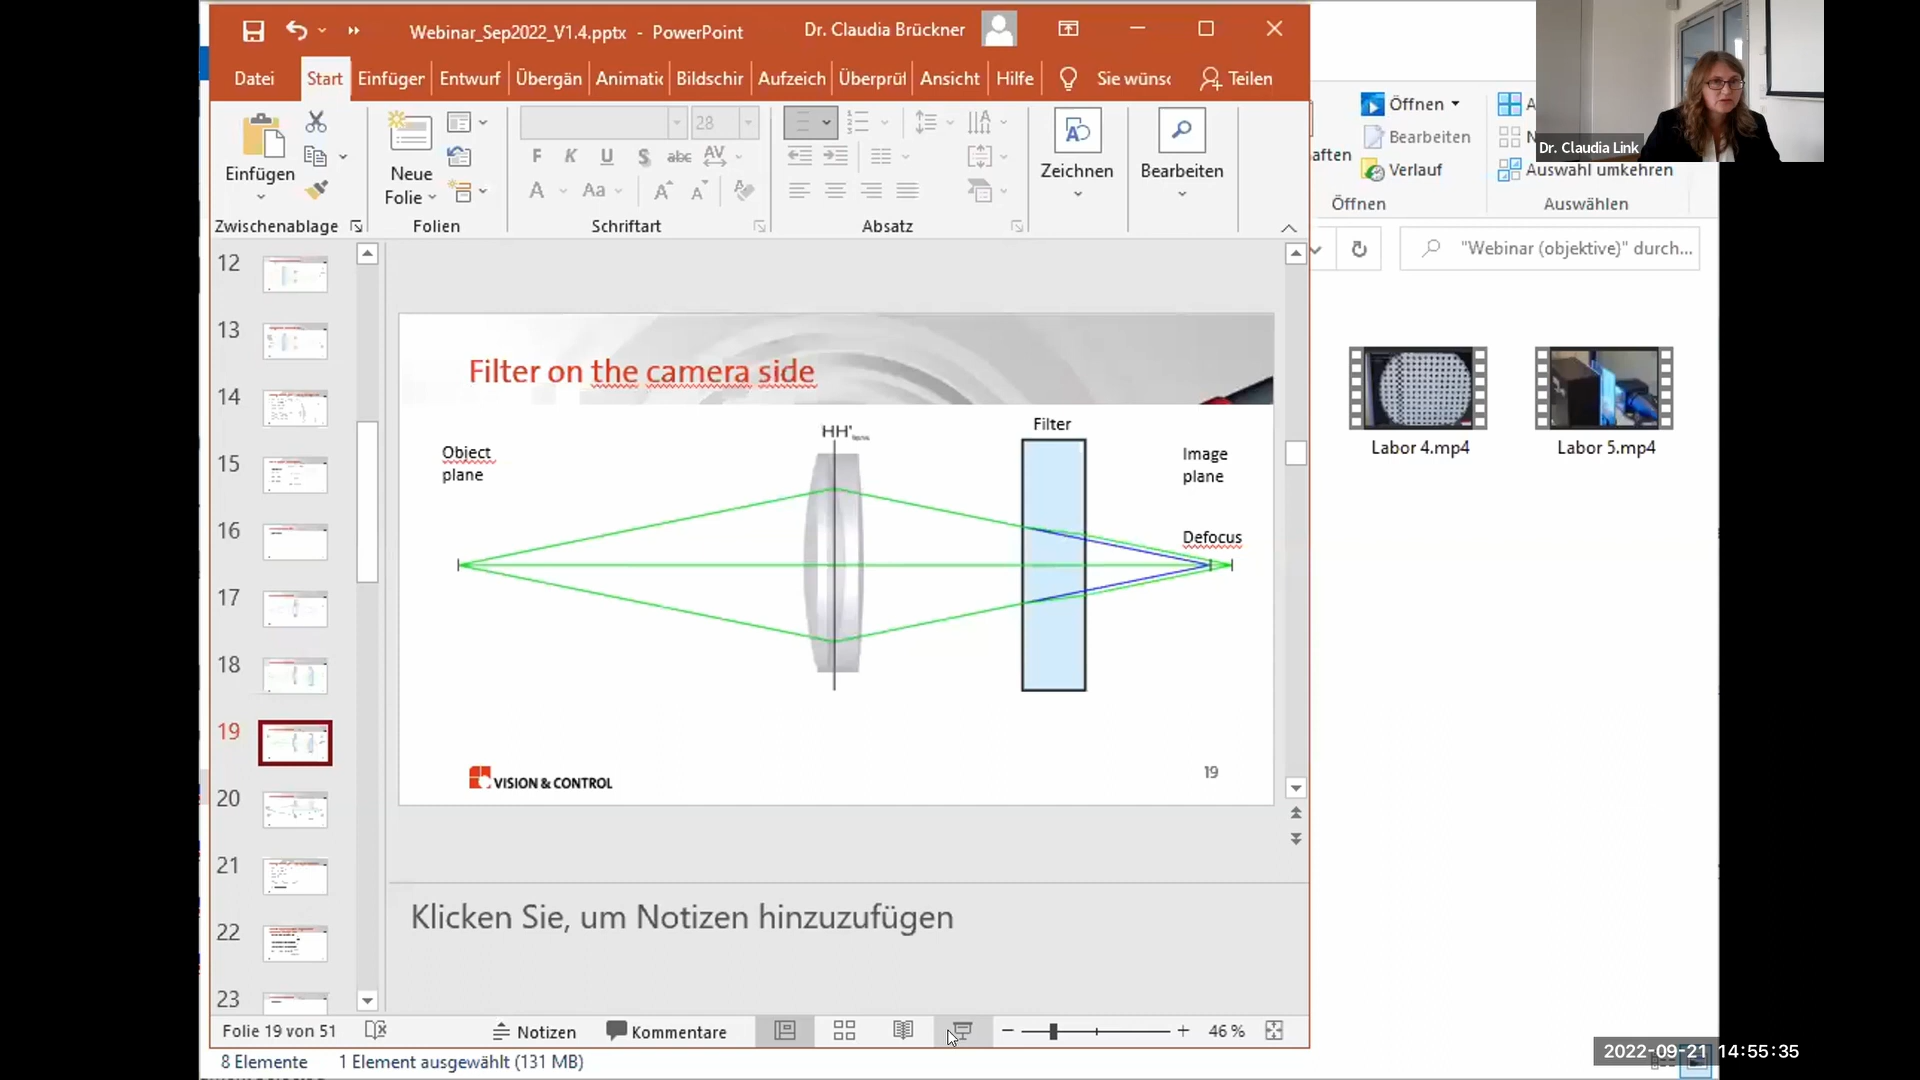 Webinar_Sep2022_V1.4.pptx - PowerPoint
Dr. Claudia Brückner
Datei Start Einfüger Entwurf Übergän Animatic Bildschir Aufzeich Überprüf Ansicht Hilfe Sie wünsc Teilen
Einfügen
Neue
Folie
28
F K U S abc AV
A Aa A A
Zeichnen
Bearbeiten
Zwischenablage Folien Schriftart Absatz
Öffnen
Bearbeiten
Verlauf
Auswahl umkehren
Öffnen
Auswählen
Dr. Claudia Link
"Webinar (objektive)" durch...
Labor 4.mp4
Labor 5.mp4
12
13
14
15
16
17
18
19
20
21
22
23
Filter on the camera side
Object
plane
HH'
Filter
Image
plane
Defocus
VISION & CONTROL
19
Klicken Sie, um Notizen hinzuzufügen
Folie 19 von 51
Notizen
Kommentare
46 %
8 Elemente 1 Element ausgewählt (131 MB)
2022-09-21 14:55:35